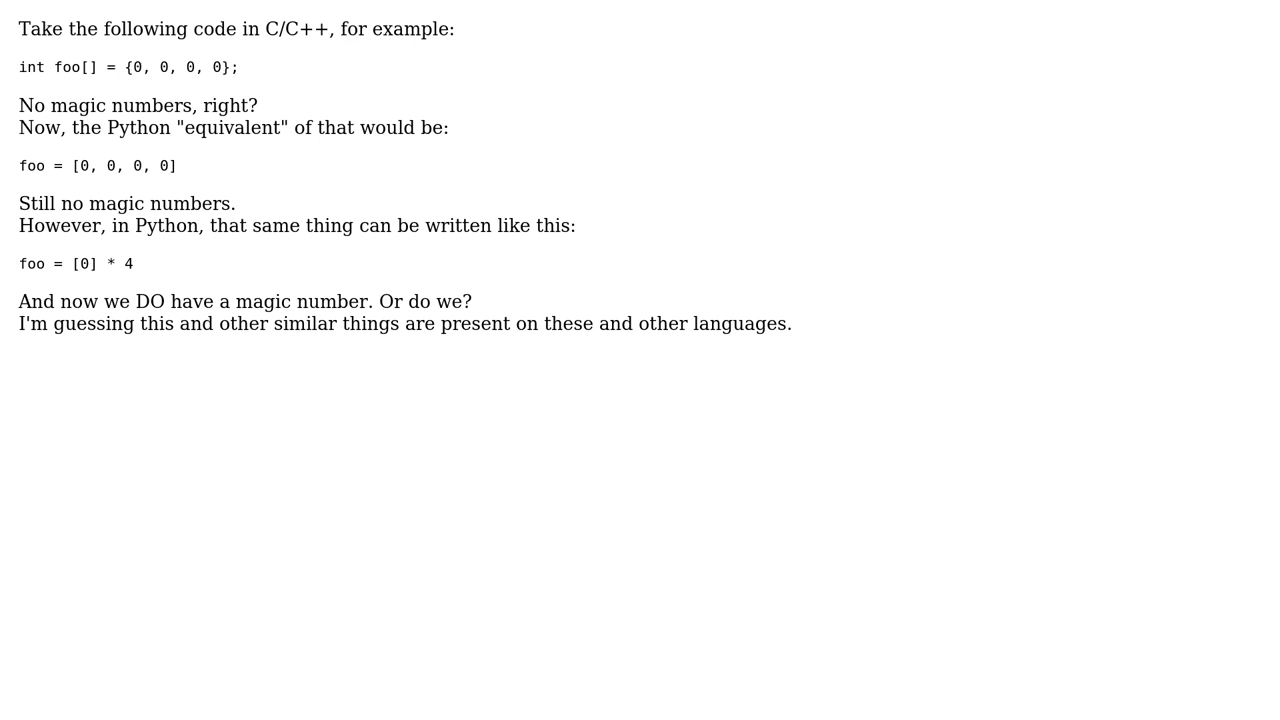 Take the following code in C/C++, for example:
int foo[] = {0, 0, 0, 0};
No magic numbers, right?
Now, the Python "equivalent" of that would be:
foo = [0, 0, 0, 0]
Still no magic numbers.
However, in Python, that same thing can be written like this:
foo = [0] * 4
And now we DO have a magic number. Or do we?
I'm guessing this and other similar things are present on these and other languages.